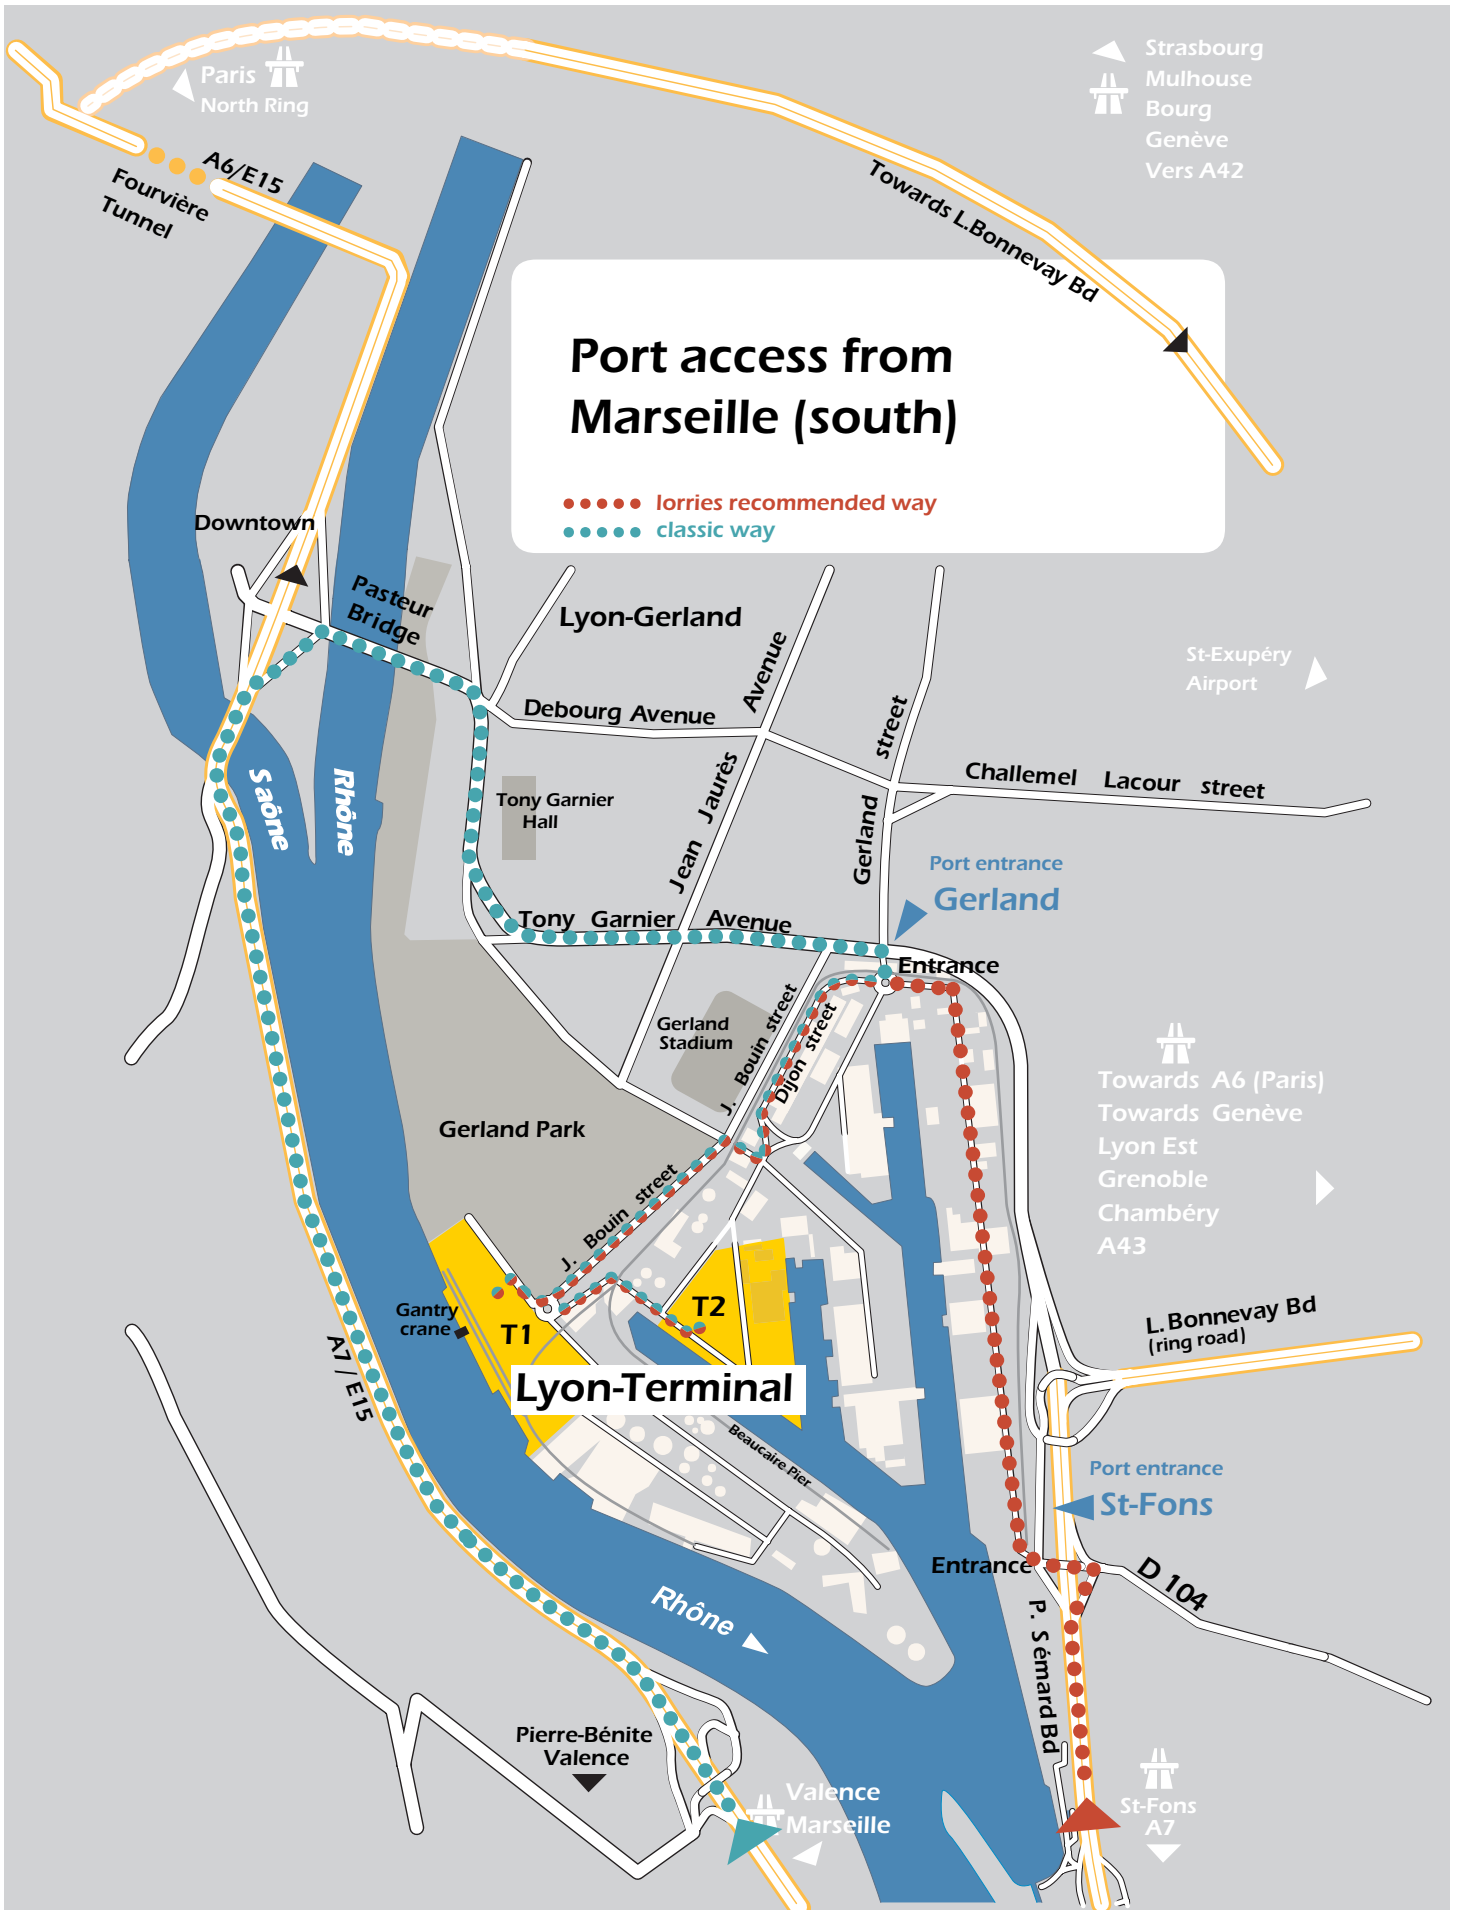 Paris
North Ring
Strasbourg
Mulhouse
Bourg
Genève
Vers A42
A6/E15
Fourvière
Tunnel
Towards L.Bonnevay Bd
Port access from
Marseille (south)
lorries recommended way
classic way
Downtown
Pasteur
Bridge
Lyon-Gerland
St-Exupéry
Airport
Debourg Avenue
Jean Jaurès Avenue
Gerland street
Challemel Lacour street
Saône
Rhône
Tony Garnier
Hall
Port entrance
Gerland
Tony Garnier Avenue
Entrance
Gerland
Stadium
J. Bouin street
Dijon street
Towards A6 (Paris)
Towards Genève
Lyon Est
Grenoble
Chambéry
A43
Gerland Park
J. Bouin street
Gantry
crane
T1
T2
L.Bonnevay Bd
(ring road)
A7 / E15
Lyon-Terminal
Beaucaire Pier
Port entrance
St-Fons
Entrance
D 104
Rhône
P. Sémard Bd
Pierre-Bénite
Valence
Valence
Marseille
St-Fons
A7